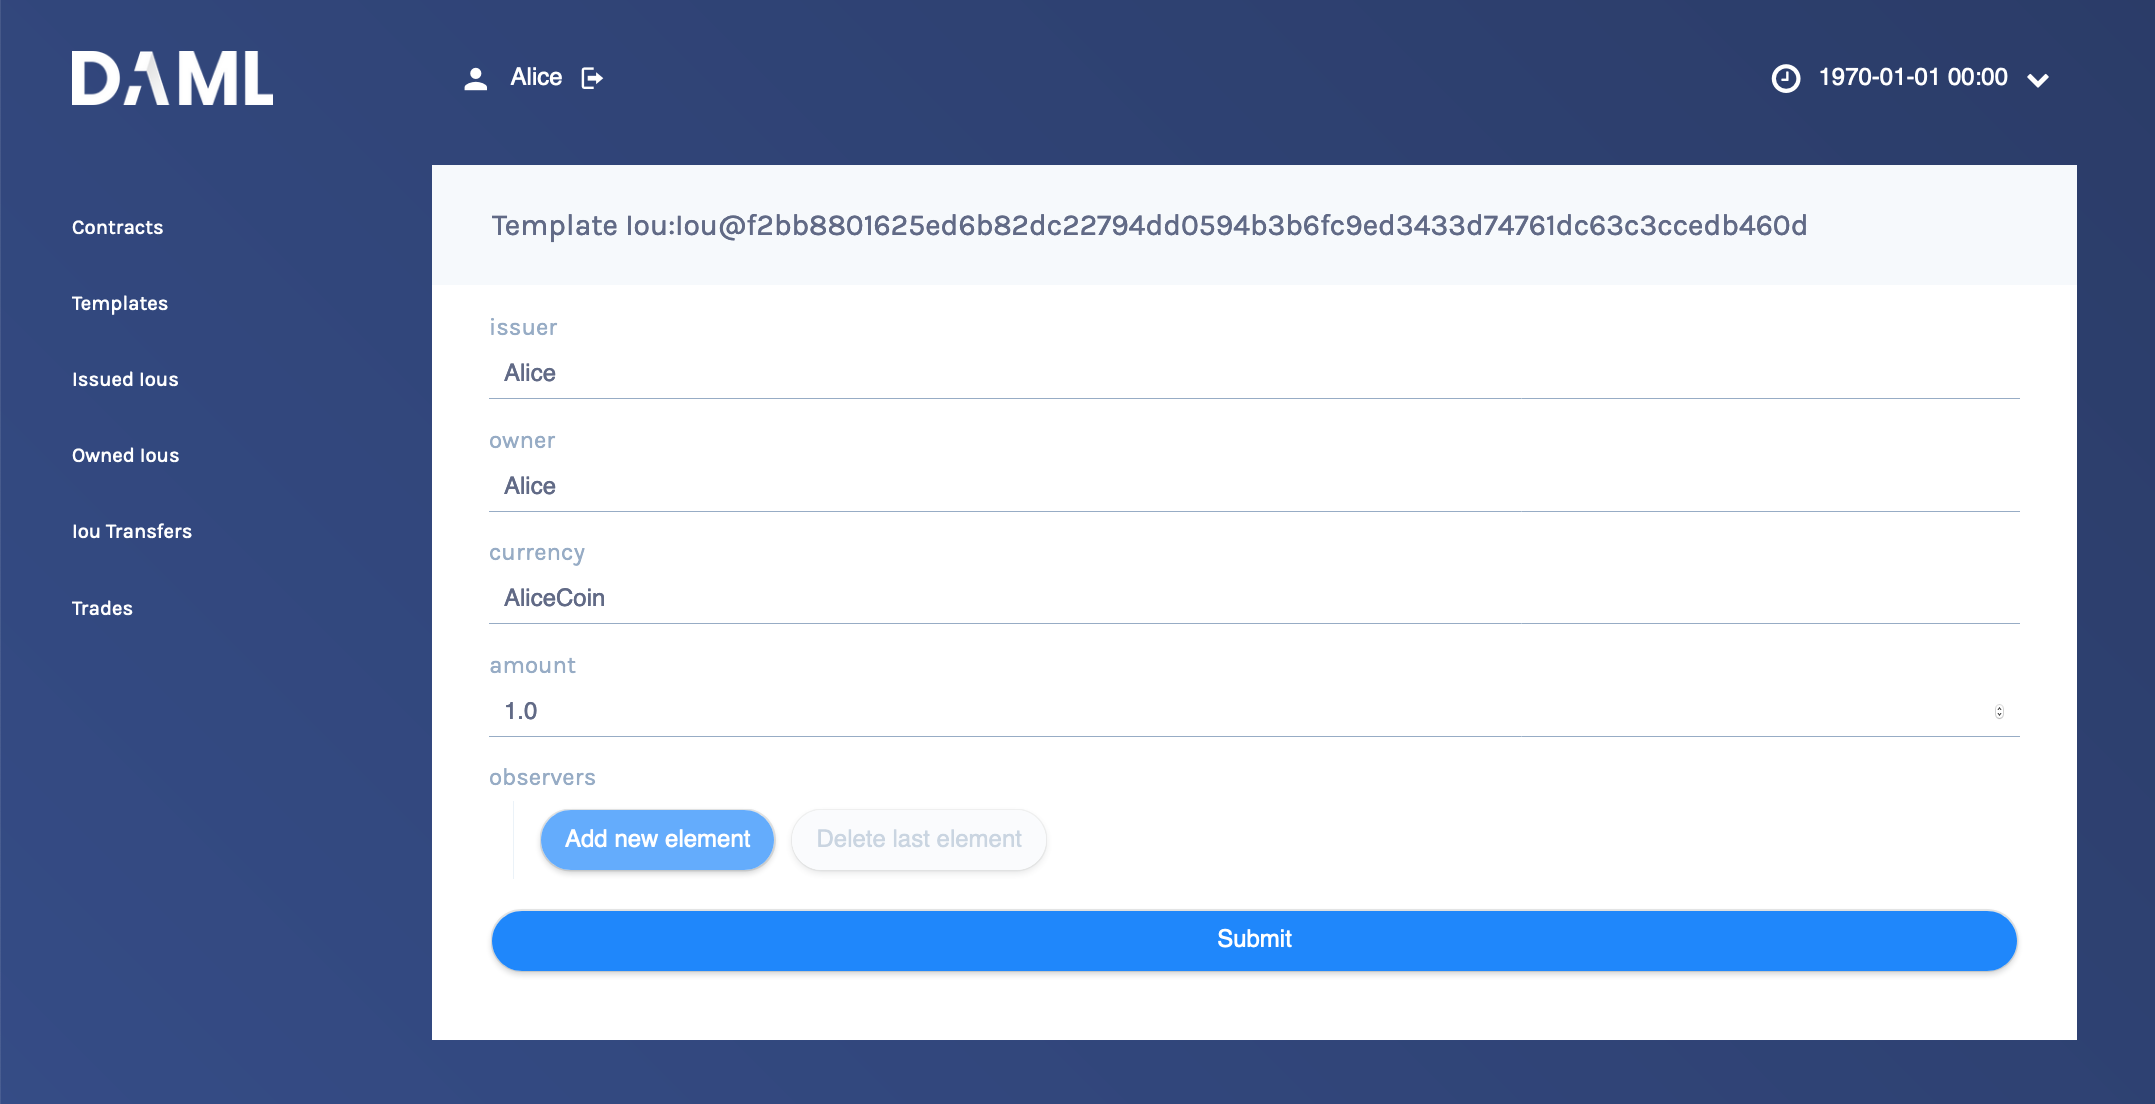 DAML
Alice
1970-01-01 00:00
Contracts
Templates
Issued Ious
Owned Ious
Iou Transfers
Trades
Template Iou:Iou@f2bb8801625ed6b82dc22794dd0594b3b6fc9ed3433d74761dc63c3ccedb460d
issuer
Alice
owner
Alice
currency
AliceCoin
amount
1.0
observers
Add new element
Delete last element
Submit